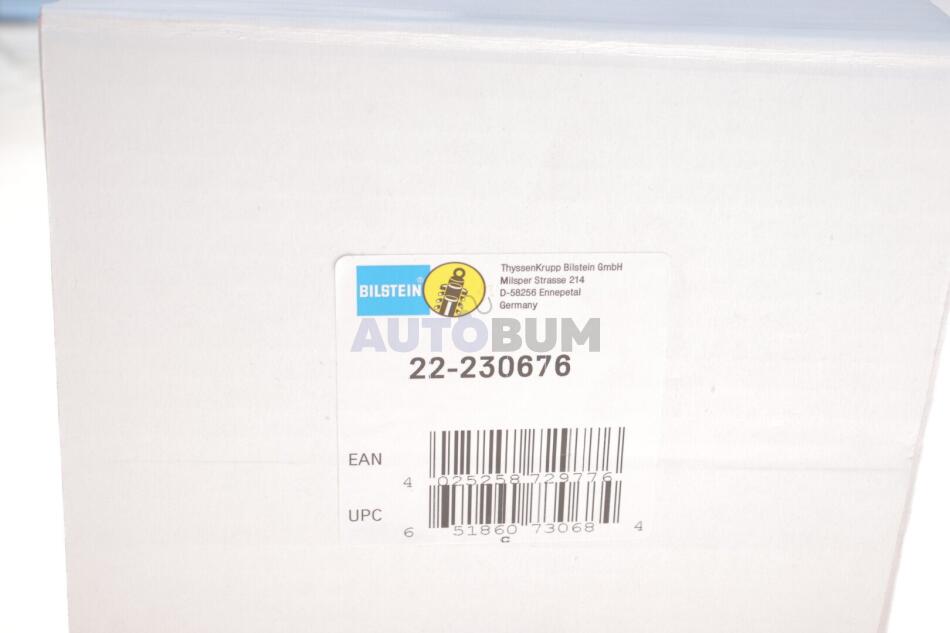 BILSTEIN®
ThyssenKrupp Bilstein GmbH
Milsper Strasse 214
D-58256 Ennepetal
Germany
AUTOBUM
22-230676
EAN
4 025258 729776
UPC
6 51860 73068 4
C